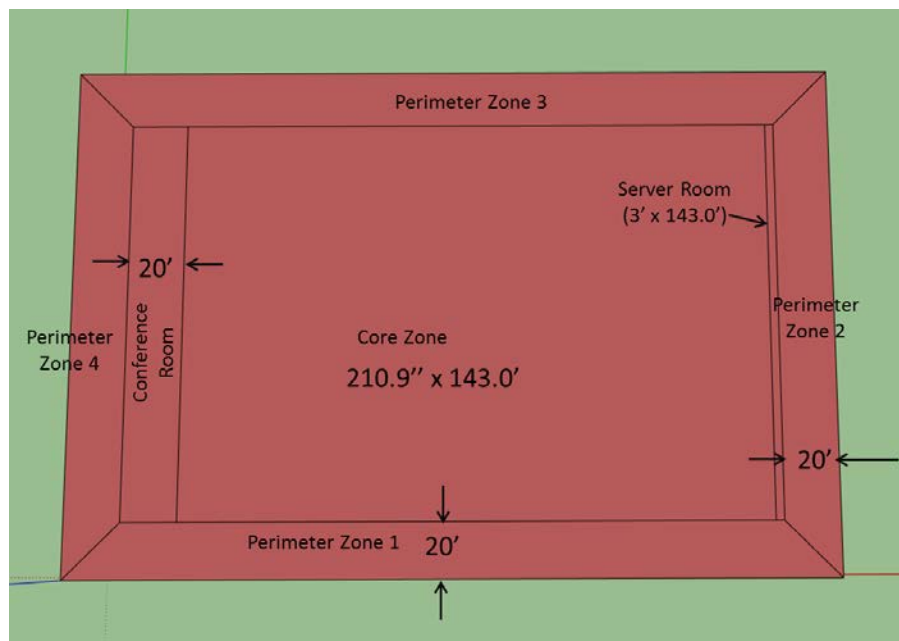 Perimeter Zone 3
Server Room
(3’ x 143.0’)
20’
Conference
Room
Perimeter
Zone 4
Core Zone
210.9’’ x 143.0’
Perimeter
Zone 2
20’
Perimeter Zone 1
20’